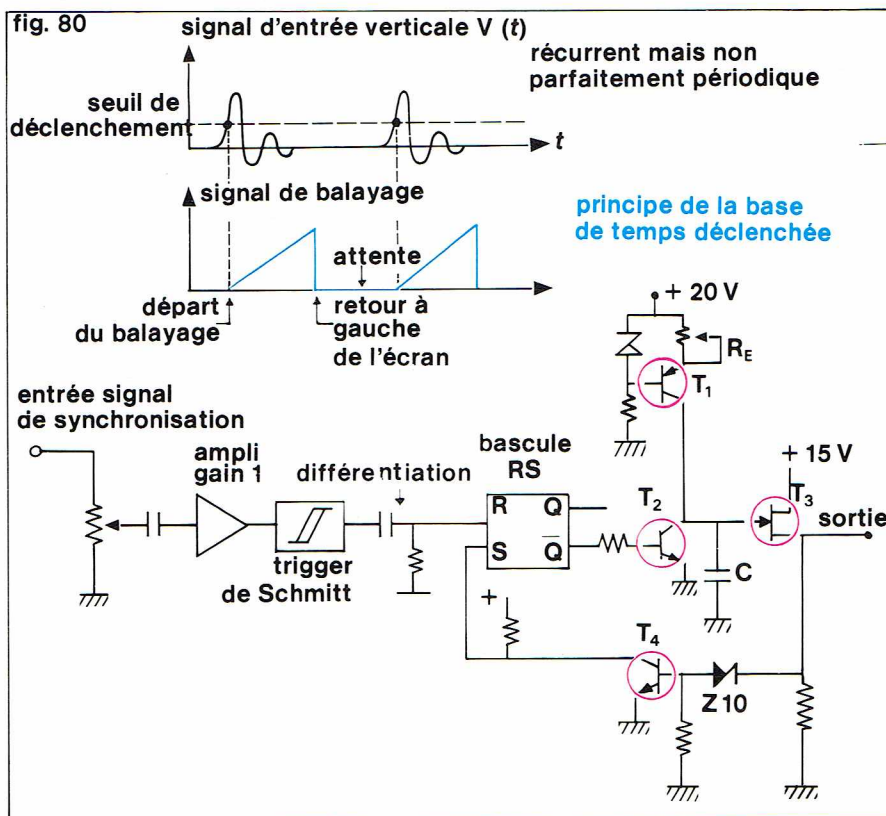 fig. 80
signal d'entrée verticale V (t)
récurrent mais non
parfaitement périodique
seuil de
déclenchement
t
signal de balayage
principe de la base
de temps déclenchée
attente
départ
du balayage
retour à
gauche
de l'écran
+ 20 V
RE
T1
entrée signal
de synchronisation
ampli
gain 1
différentiation
bascule
RS
+ 15 V
R Q
S Q̅
T2
T3
sortie
trigger
de Schmitt
C
+
T4
Z 10